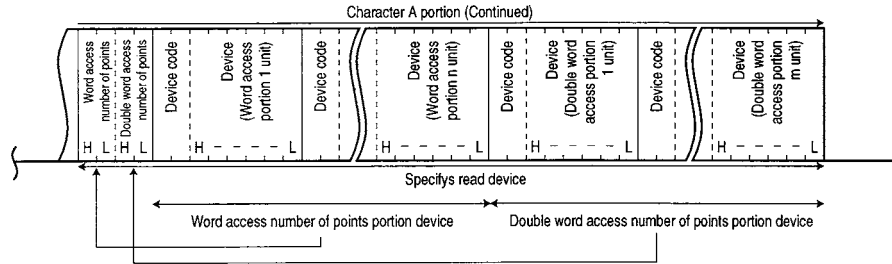 Character A portion (Continued)
Word access
number of points
Double word access
number of points
Device code
Device
(Word access
portion 1 unit)
Device code
Device
(Word access
portion n unit)
Device code
Device
(Double word
access portion
1 unit)
Device code
Device
(Double word
access portion
m unit)
H L H L H - - - - - L H - - - - L H - - - - L H - - - - L
Specifys read device
Word access number of points portion device
Double word access number of points portion device